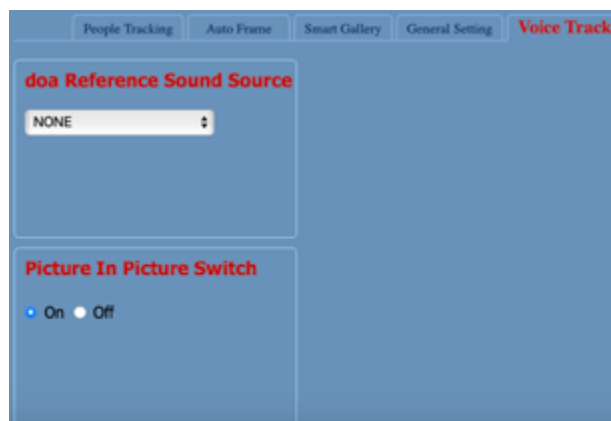 People Tracking Auto Frame Smart Gallery General Setting Voice Track
doa Reference Sound Source
NONE
Picture In Picture Switch
On Off